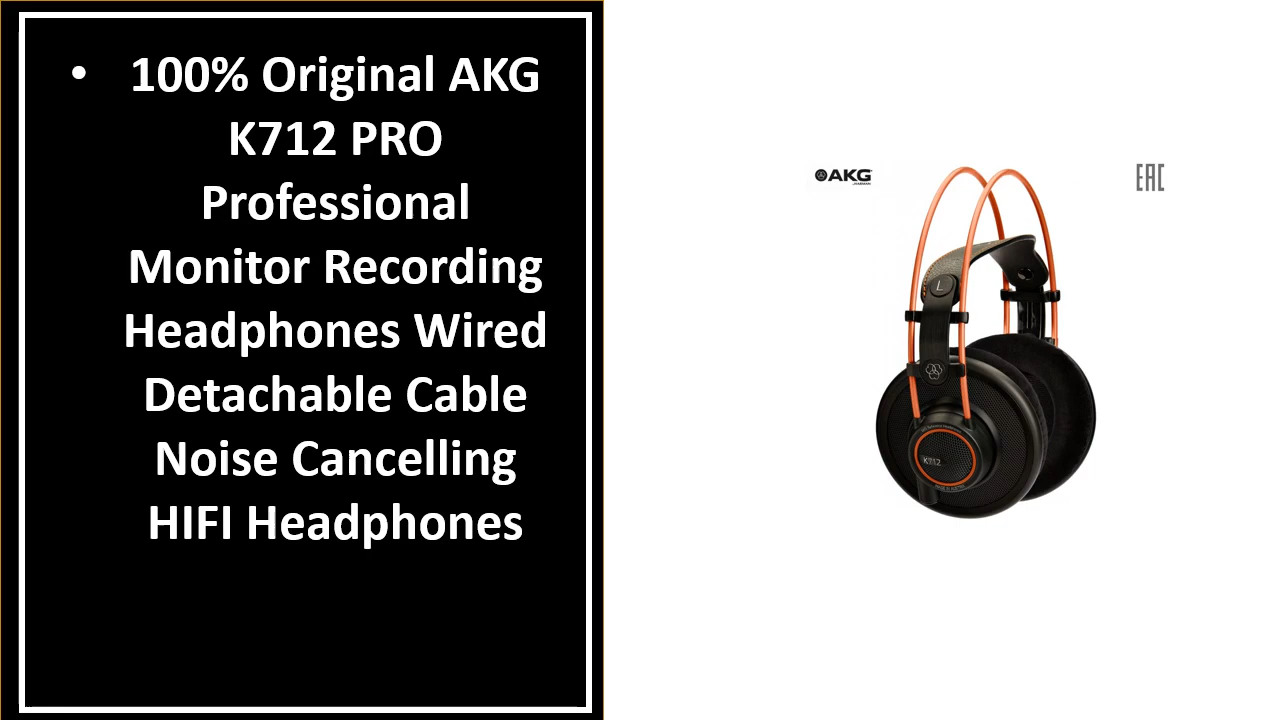 • 100% Original AKG
K712 PRO
Professional
Monitor Recording
Headphones Wired
Detachable Cable
Noise Cancelling
HIFI Headphones
AKG
EAC
L
K712